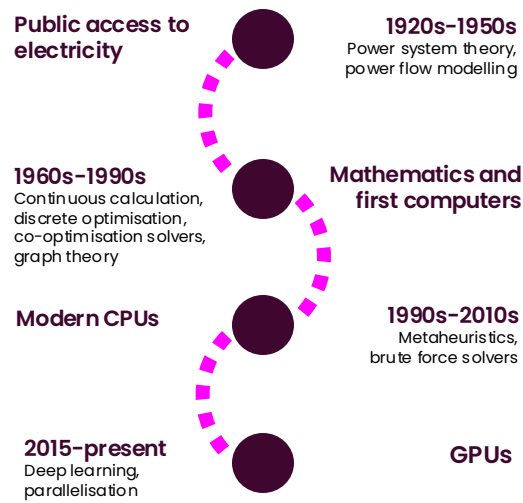 Public access to
electricity
1920s-1950s
Power system theory,
power flow modelling
1960s-1990s
Continuous calculation,
discrete optimisation,
co-optimisation solvers,
graph theory
Mathematics and
first computers
Modern CPUs
1990s-2010s
Metaheuristics,
brute force solvers
2015-present
Deep learning,
parallelisation
GPUs